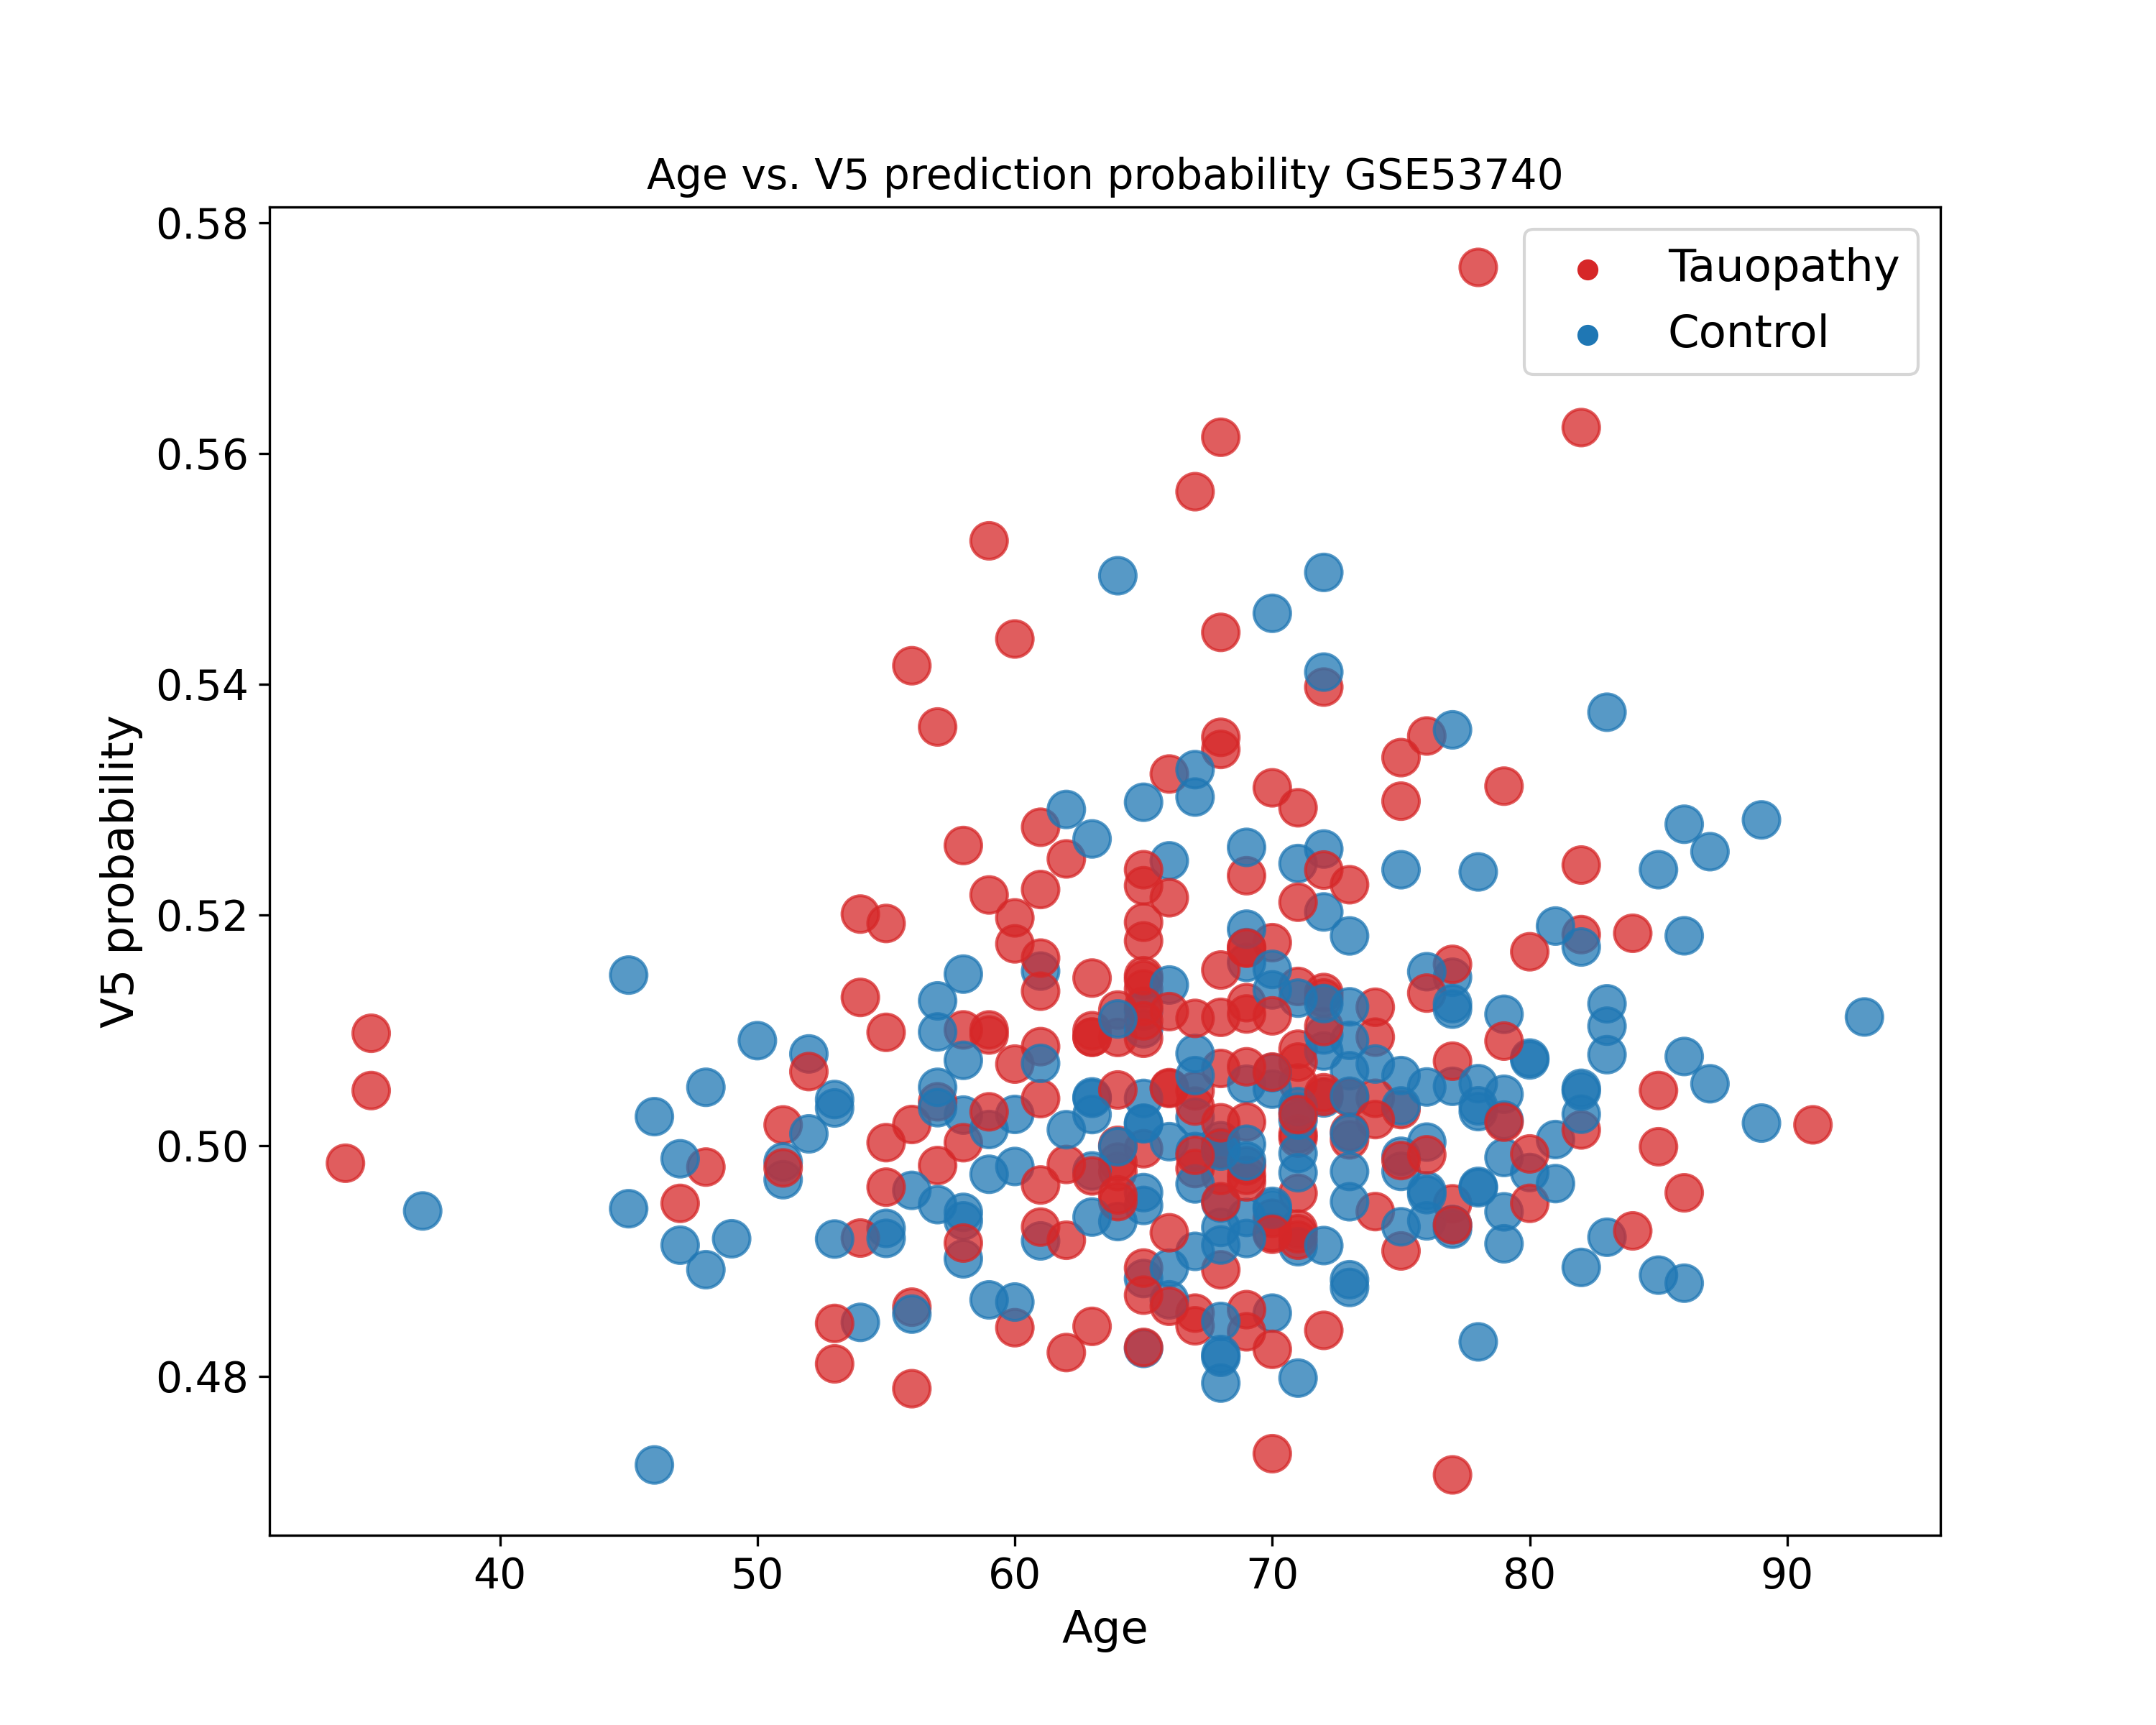 Age vs. V5 prediction probability GSE53740
0.58
0.56
0.54
0.52
0.50
0.48
V5 probability
Tauopathy
Control
40 50 60 70 80 90
Age